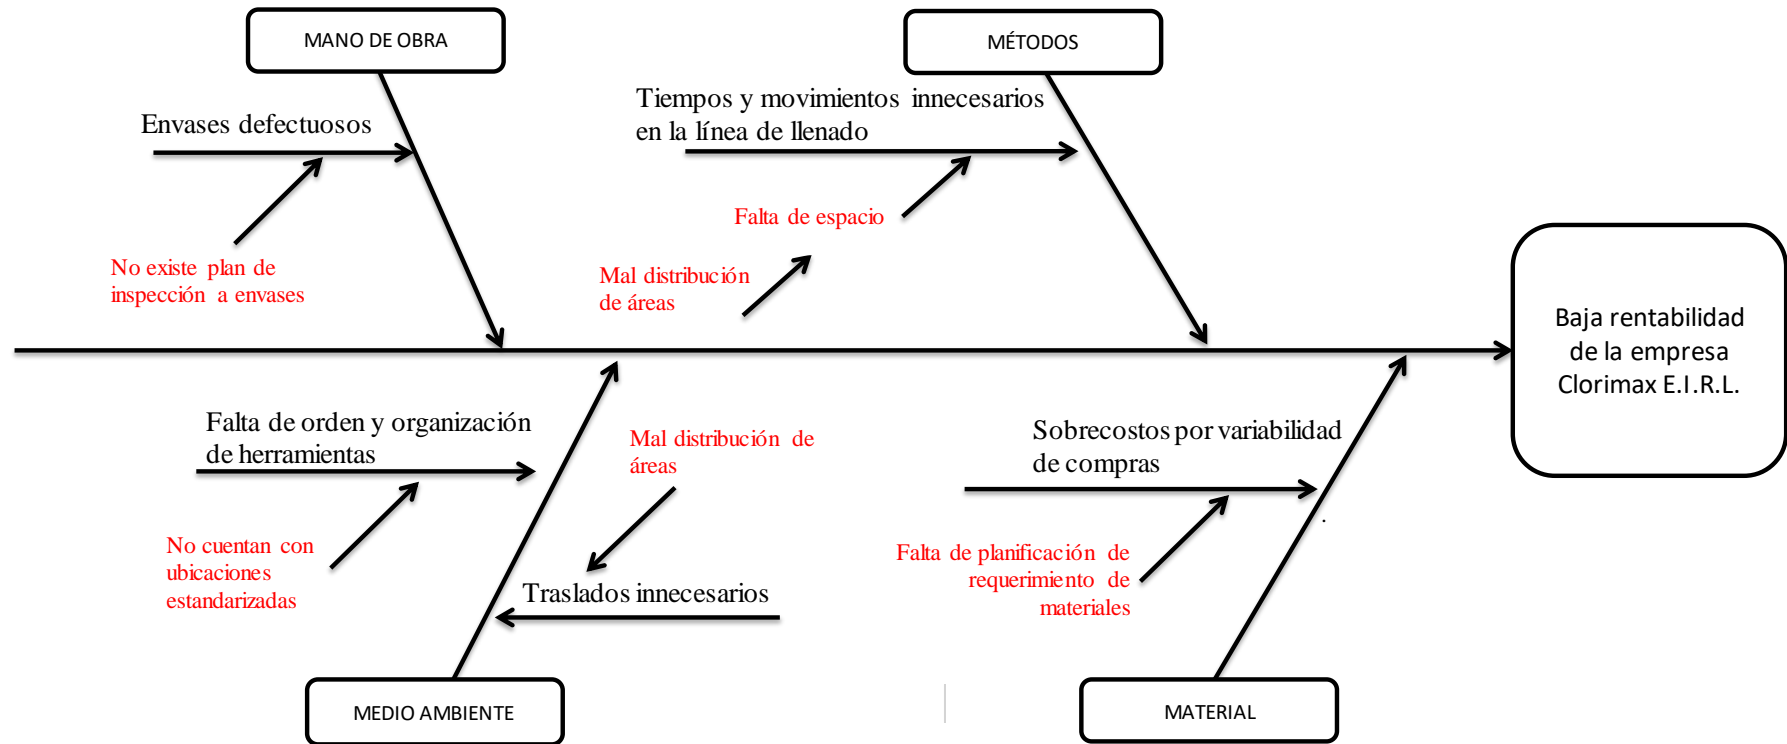 MANO DE OBRA
MÉTODOS
Envases defectuosos
Tiempos y movimientos innecesarios
en la línea de llenado
Falta de espacio
No existe plan de
inspección a envases
Mal distribución
de áreas
Baja rentabilidad
de la empresa
Clorimax E.I.R.L.
Falta de orden y organización
de herramientas
Mal distribución de
áreas
Sobrecostos por variabilidad
de compras
.
No cuentan con
ubicaciones
estandarizadas
Traslados innecesarios
Falta de planificación de
requerimiento de
materiales
MEDIO AMBIENTE
MATERIAL